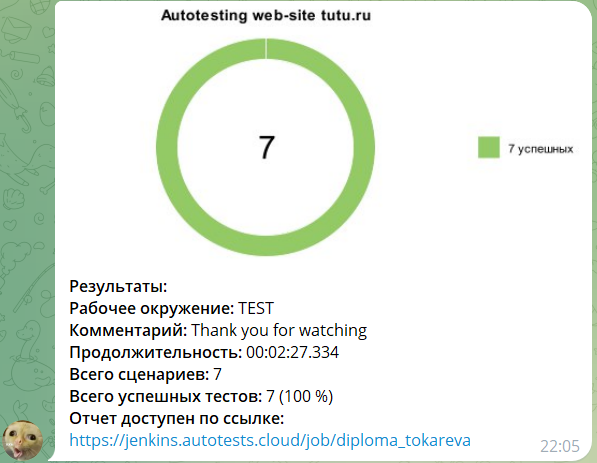 Autotesting web-site tutu.ru
7
7 успешных
Результаты:
Рабочее окружение: TEST
Комментарий: Thank you for watching
Продолжительность: 00:02:27.334
Всего сценариев: 7
Всего успешных тестов: 7 (100 %)
Отчет доступен по ссылке:
https://jenkins.autotests.cloud/job/diploma_tokareva
22:05